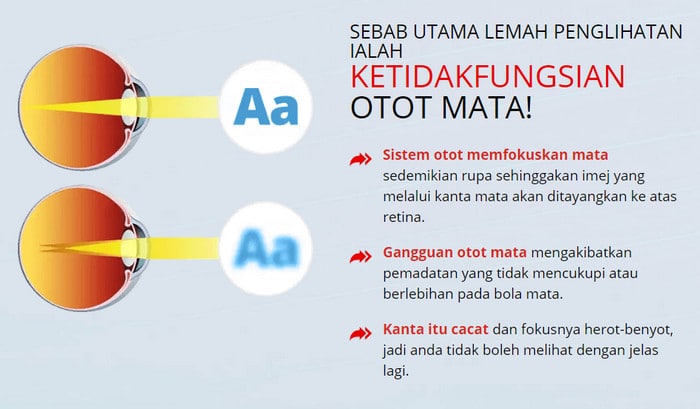 Aa
Aa
SEBAB UTAMA LEMAH PENGLIHATAN
IALAH
KETIDAKFUNGSIAN
OTOT MATA!
Sistem otot memfokuskan mata
sedemikian rupa sehinggakan imej yang
melalui kanta mata akan ditayangkan ke atas
retina.
Gangguan otot mata mengakibatkan
pemadatan yang tidak mencukupi atau
berlebihan pada bola mata.
Kanta itu cacat dan fokusnya herot-benyot,
jadi anda tidak boleh melihat dengan jelas
lagi.